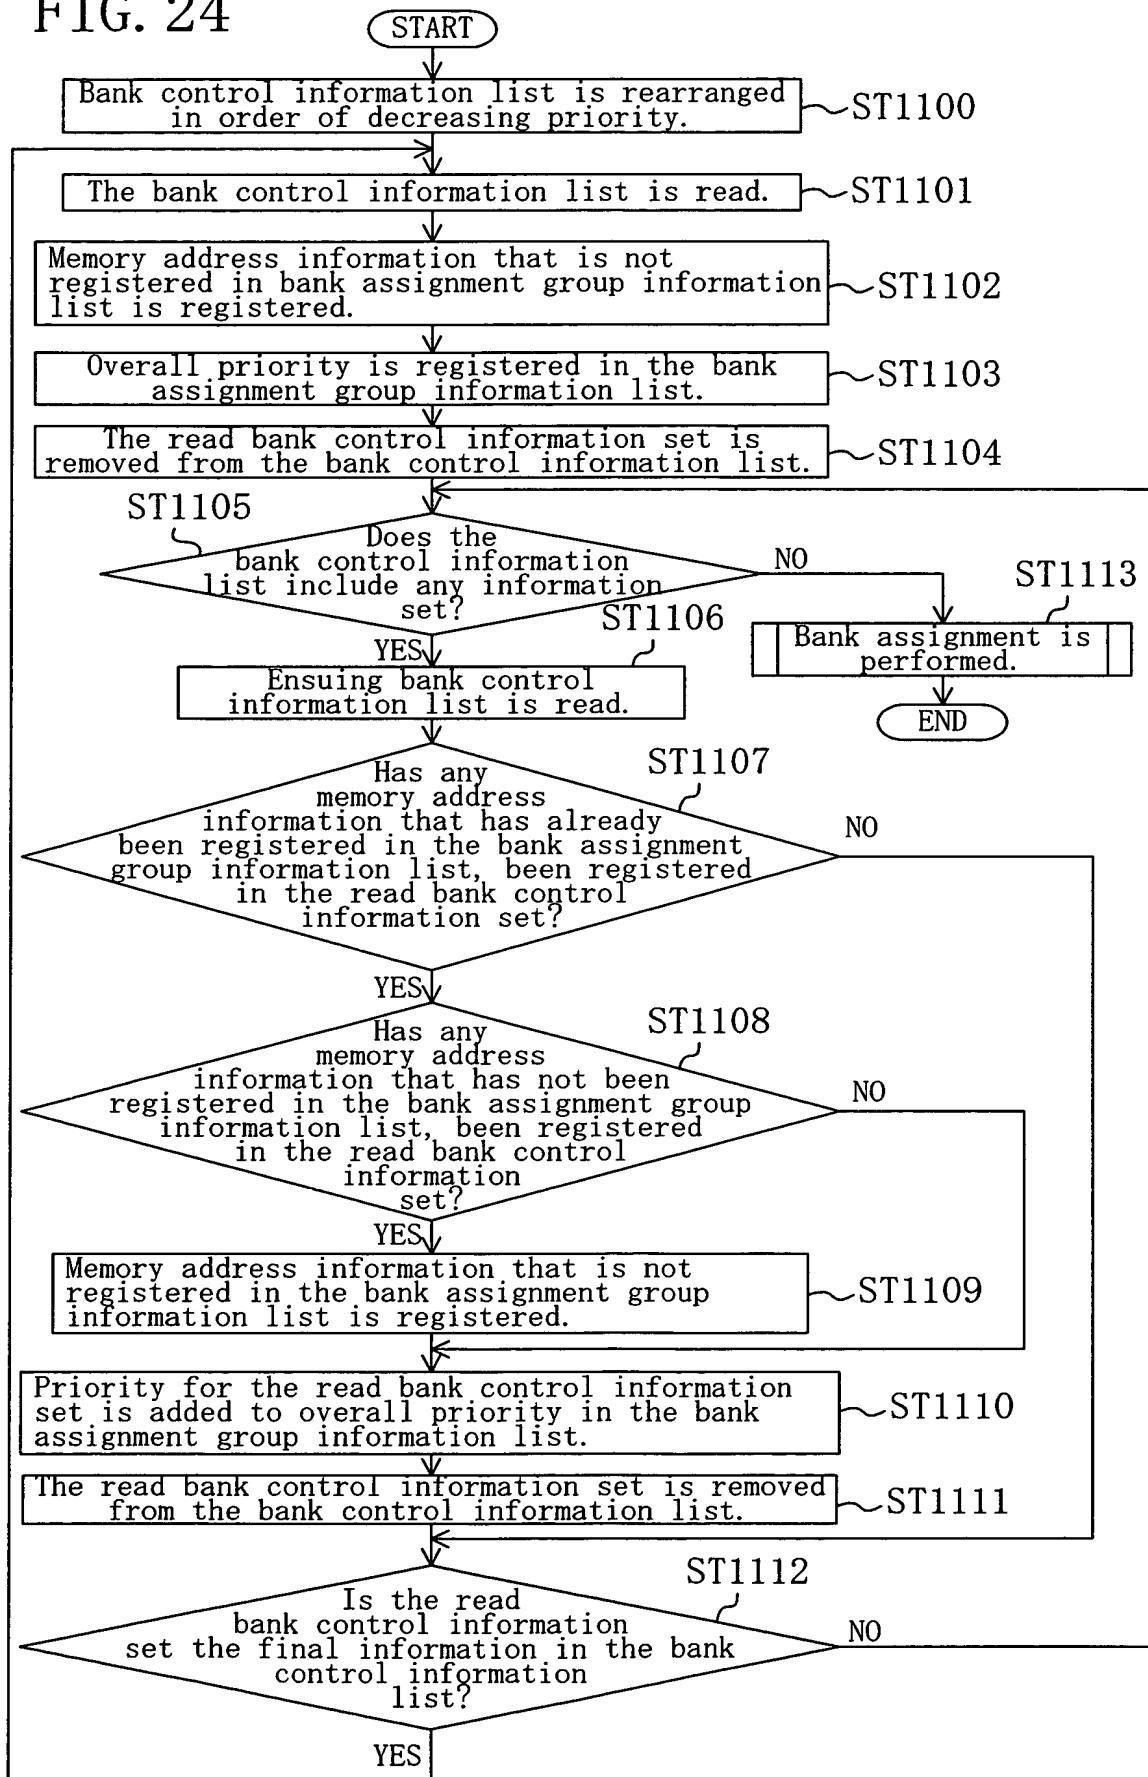 FIG. 24
START
Bank control information list is rearranged
in order of decreasing priority.
ST1100
The bank control information list is read.
ST1101
Memory address information that is not
registered in bank assignment group information
list is registered.
ST1102
Overall priority is registered in the bank
assignment group information list.
ST1103
The read bank control information set is
removed from the bank control information list.
ST1104
ST1105
Does the
bank control information
list include any information
set?
NO
ST1113
Bank assignment is
performed.
END
YES
ST1106
Ensuing bank control
information list is read.
ST1107
Has any
memory address
information that has already
been registered in the bank assignment
group information list, been registered
in the read bank control
information set?
NO
YES
ST1108
Has any
memory address
information that has not been
registered in the bank assignment group
information list, been registered
in the read bank control
information
set?
NO
YES
Memory address information that is not
registered in the bank assignment group
information list is registered.
ST1109
Priority for the read bank control information
set is added to overall priority in the bank
assignment group information list.
ST1110
The read bank control information set is removed
from the bank control information list.
ST1111
ST1112
Is the read
bank control information
set the final information in the bank
control information
list?
NO
YES